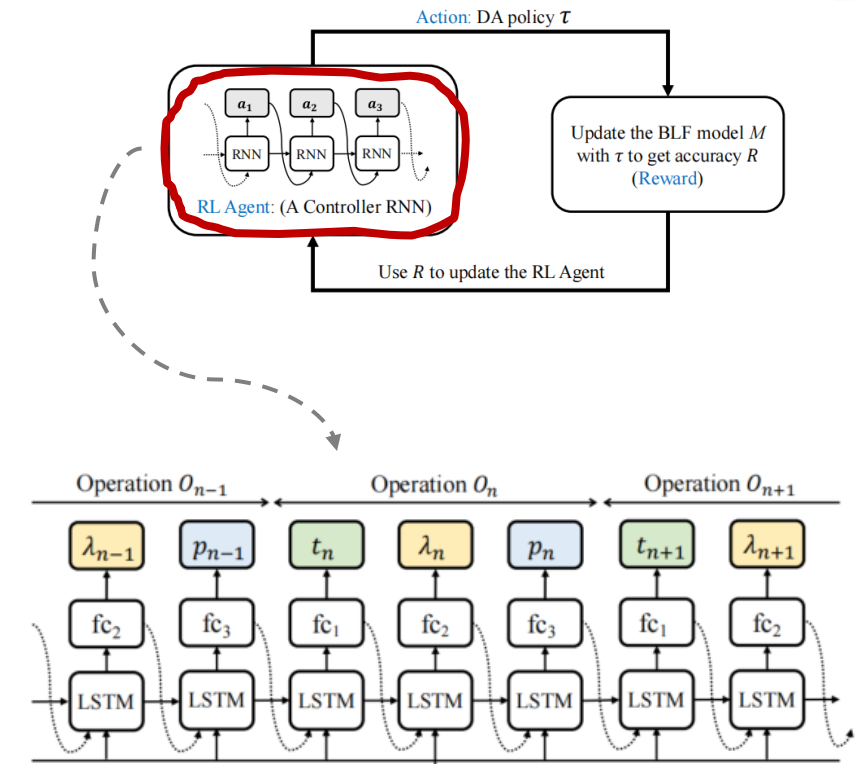 Action: DA policy τ
a₁ a₂ a₃
RNN RNN RNN
RL Agent: (A Controller RNN)
Update the BLF model M
with τ to get accuracy R
(Reward)
Use R to update the RL Agent
Operation Oₙ₋₁ Operation Oₙ Operation Oₙ₊₁
λₙ₋₁ pₙ₋₁ tₙ λₙ pₙ tₙ₊₁ λₙ₊₁
fc₂ fc₃ fc₁ fc₂ fc₃ fc₁ fc₂
LSTM LSTM LSTM LSTM LSTM LSTM LSTM